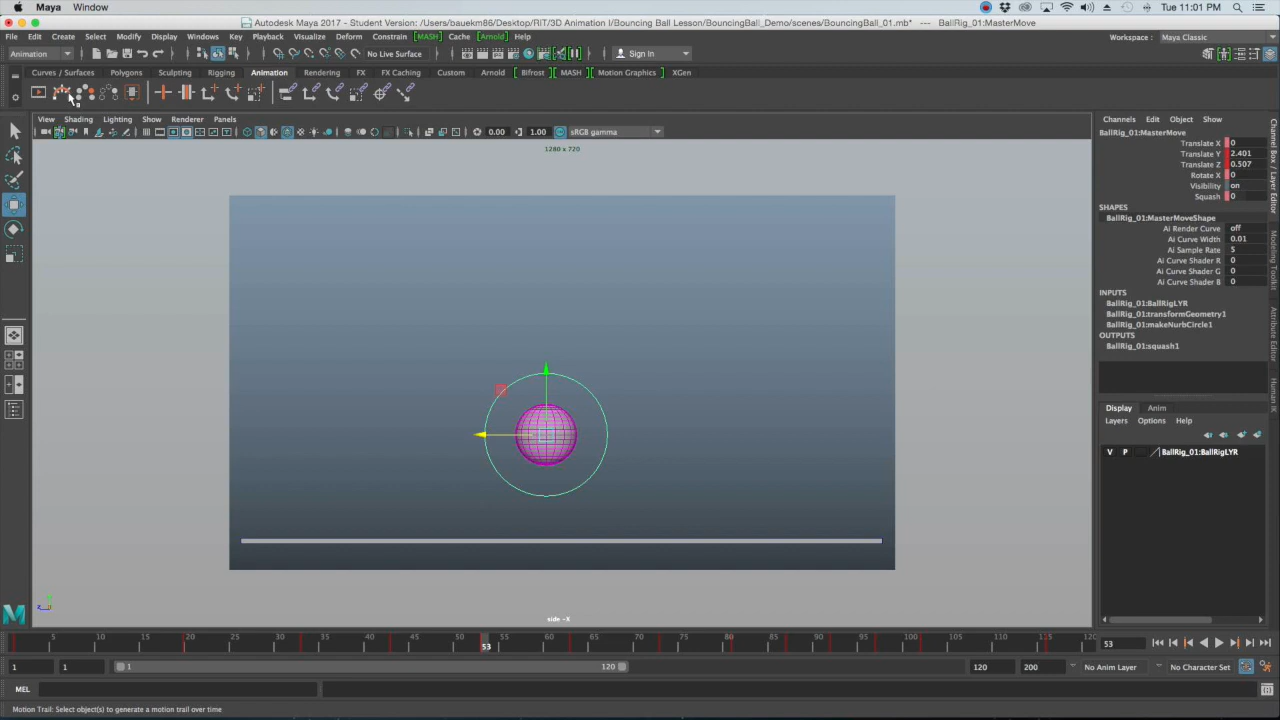 Maya Window Tue 11:01 PM
Autodesk Maya 2017 - Student Version: /Users/bauekm86/Desktop/RIT/3D Animation I/Bouncing Ball Lesson/BouncingBall_Demo/scenes/BouncingBall_01.mb* --- BallRig_01:MasterMove
File Edit Create Select Modify Display Windows Key Playback Visualize Deform Constrain [MASH] Cache [Arnold] Help Workspace : Maya Classic
Animation No Live Surface Sign In
Curves / Surfaces Polygons Sculpting Rigging Animation Rendering FX FX Caching Custom Arnold Bifrost MASH Motion Graphics XGen
View Shading Lighting Show Renderer Panels
0.00 1.00 sRGB gamma
1280 x 720
side -X
Channels Edit Object Show
BallRig_01:MasterMove
Translate X 0
Translate Y 2.401
Translate Z 0.507
Rotate X 0
Visibility on
Squash 0
SHAPES
BallRig_01:MasterMoveShape
Ai Render Curve off
Ai Curve Width 0.01
Ai Sample Rate 5
Ai Curve Shader R 0
Ai Curve Shader G 0
Ai Curve Shader B 0
INPUTS
BallRig_01:BallRigLYR
BallRig_01:transformGeometry1
BallRig_01:makeNurbCircle1
OUTPUTS
BallRig_01:squash1
Display Anim
Layers Options Help
V P BallRig_01:BallRigLYR
Channel Box / Layer Editor
Modeling Toolkit
Attribute Editor
Human IK
5 10 15 20 25 30 35 40 45 50 55 60 65 70 75 80 85 90 95 100 105 110 115 120
53 53
1 1 1 120 120 200 No Anim Layer No Character Set
MEL
Motion Trail: Select object(s) to generate a motion trail over time